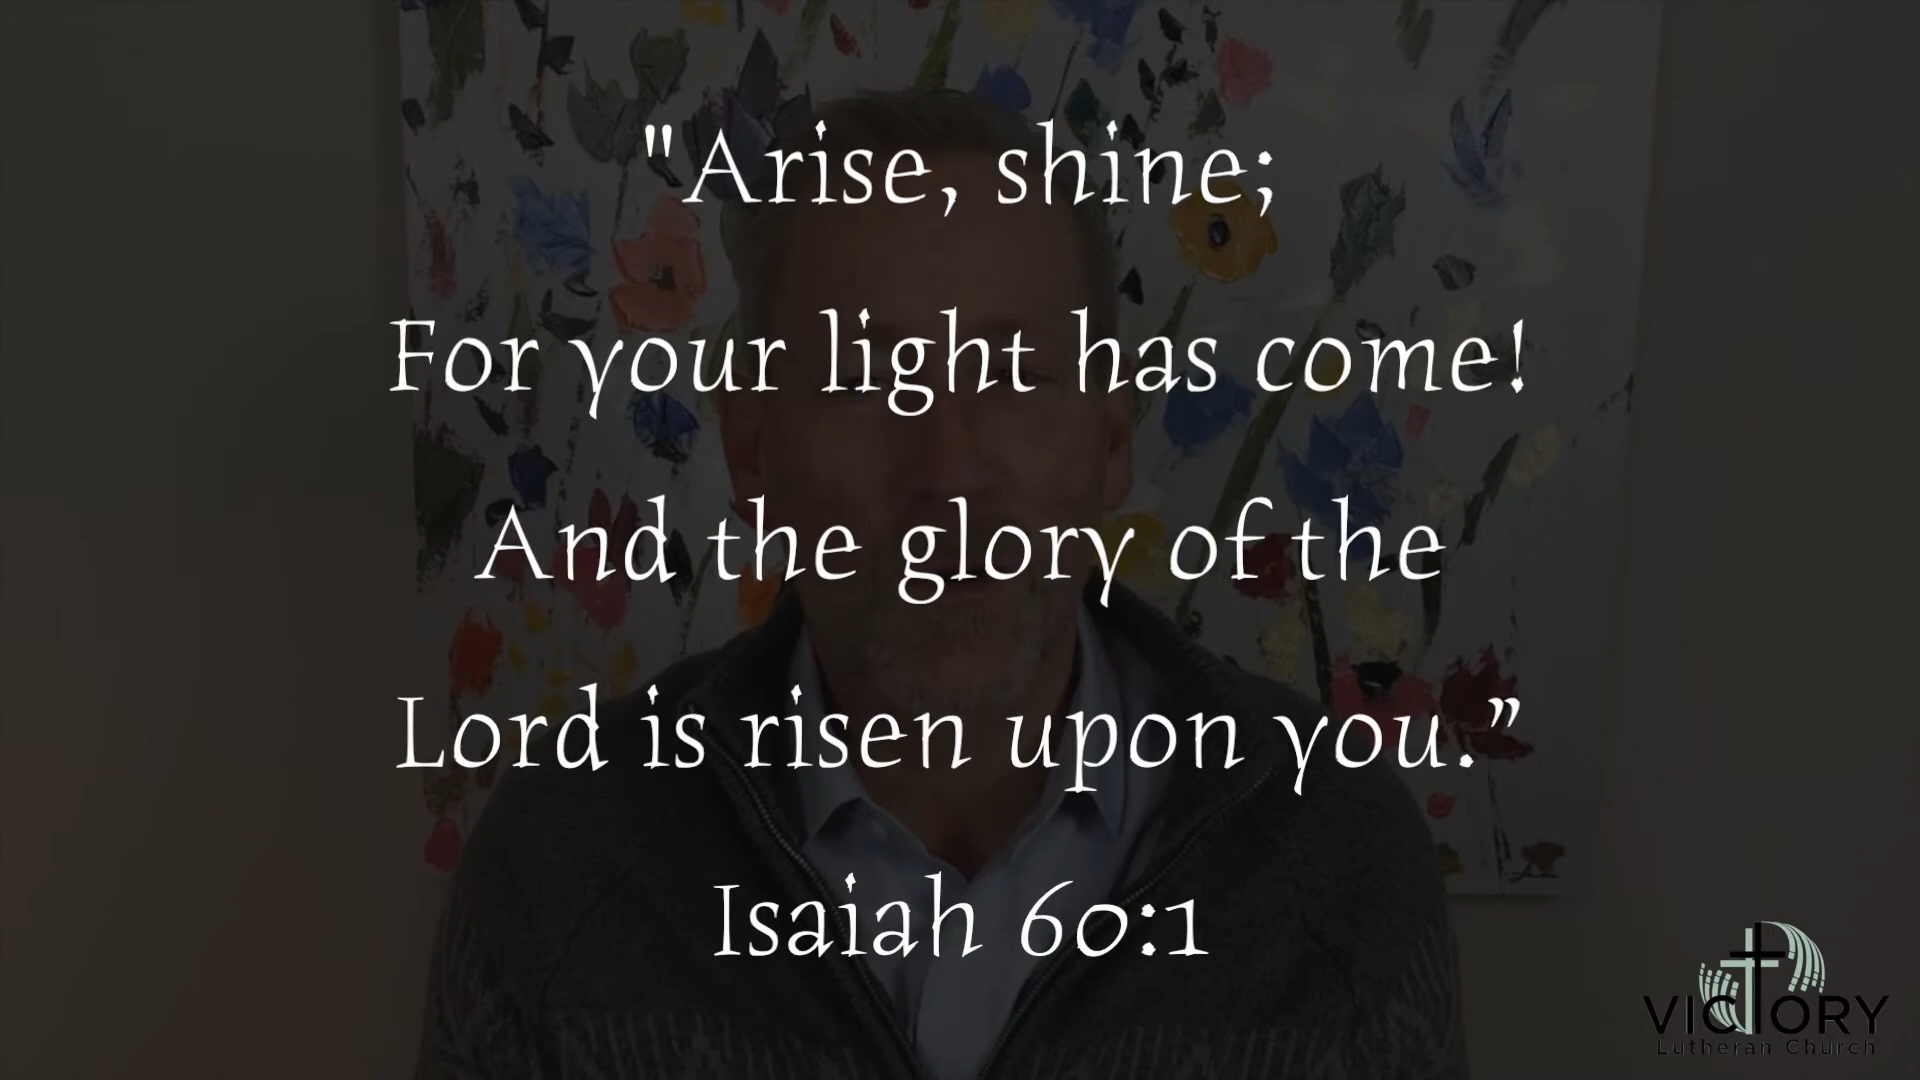 "Arise, shine;
For your light has come!
And the glory of the
Lord is risen upon you.”
Isaiah 60:1
VICTORY
Lutheran Church